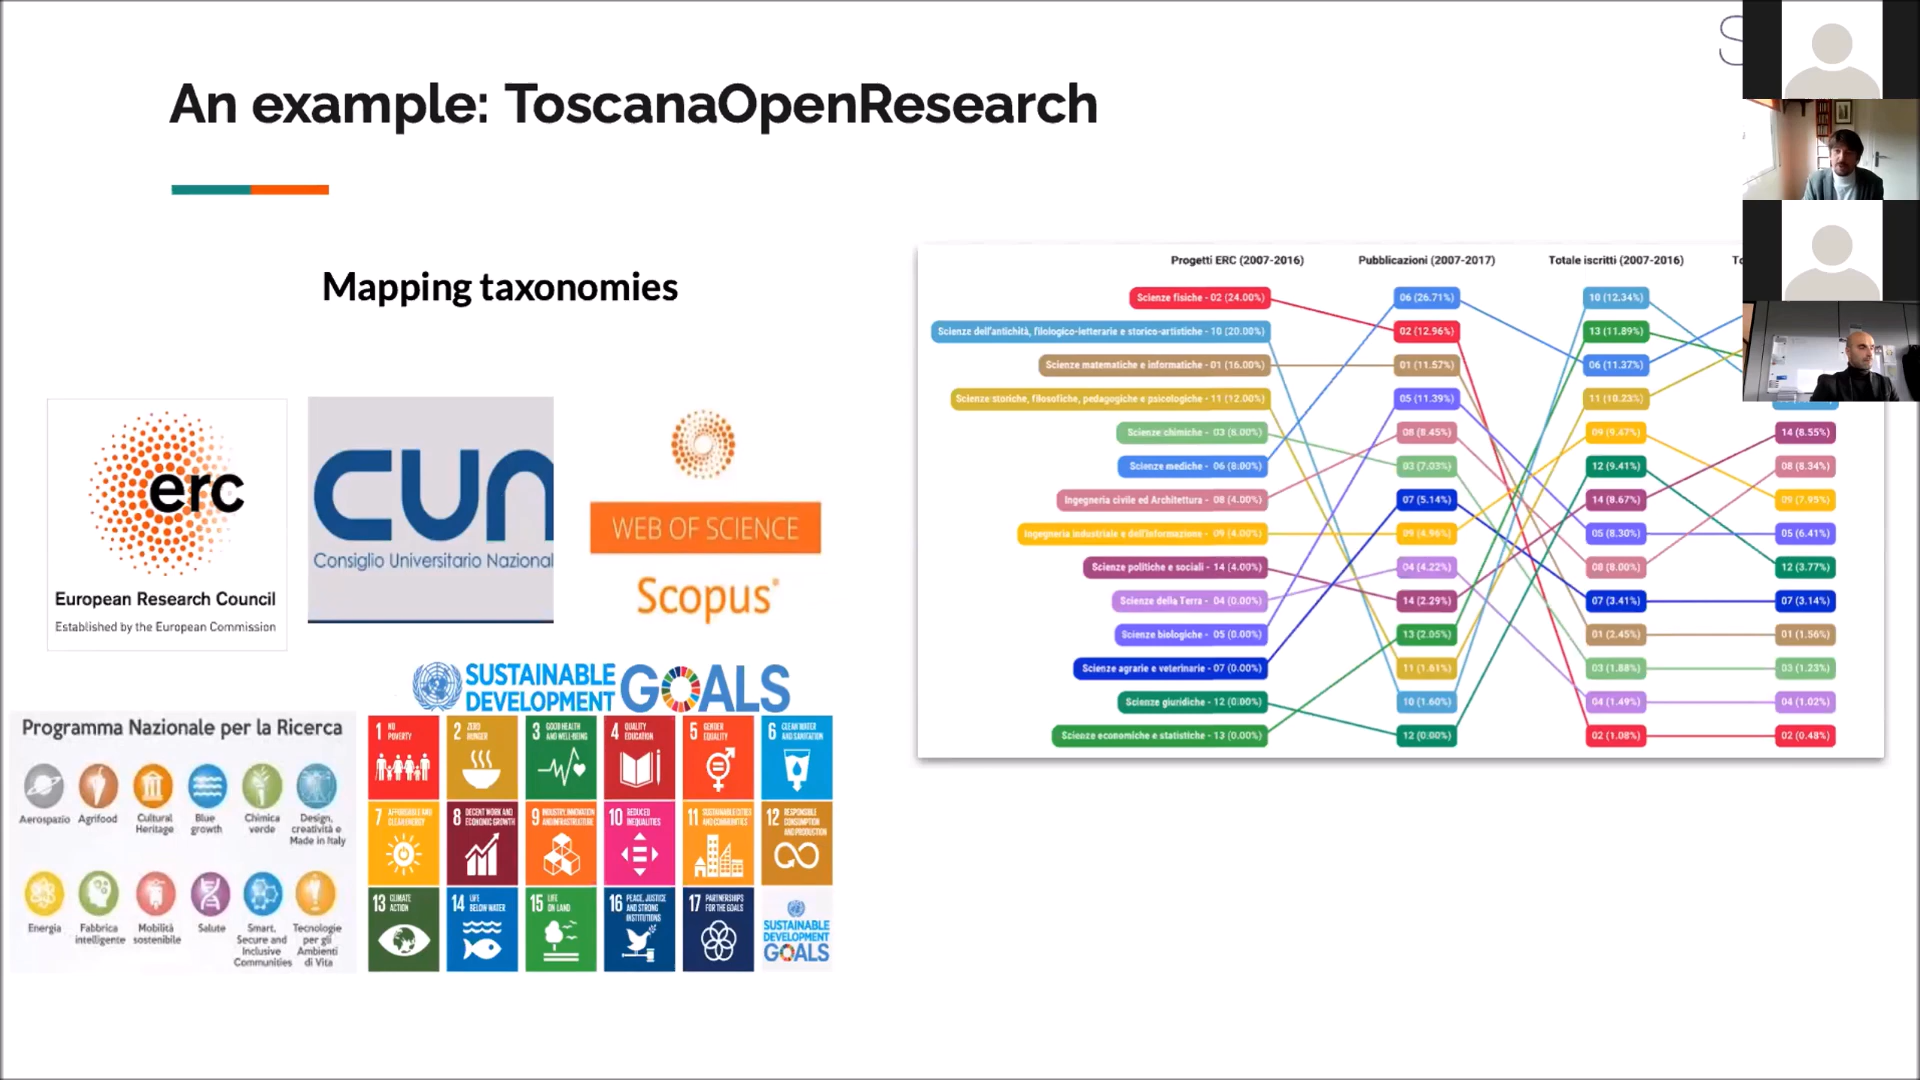 An example: ToscanaOpenResearch
Mapping taxonomies
erc
European Research Council
Established by the European Commission
CUN
Consiglio Universitario Nazional
WEB OF SCIENCE
Scopus
SUSTAINABLE
DEVELOPMENT
GOALS
Programma Nazionale per la Ricerca
Aerospazio
Agrifood
Cultural
Heritage
Blue
growth
Chimica
verde
Design,
creatività e
Made in Italy
Energia
Fabbrica
intelligente
Mobilità
sostenibile
Salute
Smart,
Secure and
Inclusive
Communities
Tecnologie
per gli
Ambienti
di Vita
1 NO
POVERTY
2 ZERO
HUNGER
3 GOOD HEALTH
AND WELL-BEING
4 QUALITY
EDUCATION
5 GENDER
EQUALITY
6 CLEAN WATER
AND SANITATION
7 AFFORDABLE AND
CLEAN ENERGY
8 DECENT WORK AND
ECONOMIC GROWTH
9 INDUSTRY, INNOVATION
AND INFRASTRUCTURE
10 REDUCED
INEQUALITIES
11 SUSTAINABLE CITIES
AND COMMUNITIES
12 RESPONSIBLE
CONSUMPTION
AND PRODUCTION
13 CLIMATE
ACTION
14 LIFE
BELOW WATER
15 LIFE
ON LAND
16 PEACE, JUSTICE
AND STRONG
INSTITUTIONS
17 PARTNERSHIPS
FOR THE GOALS
SUSTAINABLE
DEVELOPMENT
GOALS
Progetti ERC (2007-2016)
Scienze fisiche - 02 (24.00%)
Scienze dell'antichità, filologico-letterarie e storico-artistiche - 10 (20.00%)
Scienze matematiche e informatiche - 01 (16.00%)
Scienze storiche, filosofiche, pedagogiche e psicologiche - 11 (12.00%)
Scienze chimiche - 03 (8.00%)
Scienze mediche - 06 (8.00%)
Ingegneria civile ed Architettura - 08 (4.00%)
Ingegneria industriale e dell'informazione - 09 (4.00%)
Scienze politiche e sociali - 14 (4.00%)
Scienze della Terra - 04 (0.00%)
Scienze biologiche - 05 (0.00%)
Scienze agrarie e veterinarie - 07 (0.00%)
Scienze giuridiche - 12 (0.00%)
Scienze economiche e statistiche - 13 (0.00%)
Pubblicazioni (2007-2017)
06 (26.71%)
02 (12.96%)
01 (11.57%)
05 (11.39%)
08 (8.45%)
03 (7.03%)
07 (5.14%)
09 (4.96%)
04 (4.22%)
14 (2.29%)
13 (2.05%)
11 (1.61%)
10 (1.60%)
12 (0.00%)
Totale iscritti (2007-2016)
10 (12.34%)
13 (11.89%)
06 (11.37%)
11 (10.23%)
09 (9.47%)
12 (9.41%)
14 (8.67%)
05 (8.30%)
08 (8.00%)
07 (3.41%)
01 (2.45%)
03 (1.88%)
04 (1.49%)
02 (1.08%)
14 (8.55%)
08 (8.34%)
09 (7.95%)
05 (6.41%)
12 (3.77%)
07 (3.14%)
01 (1.56%)
03 (1.23%)
04 (1.02%)
02 (0.48%)